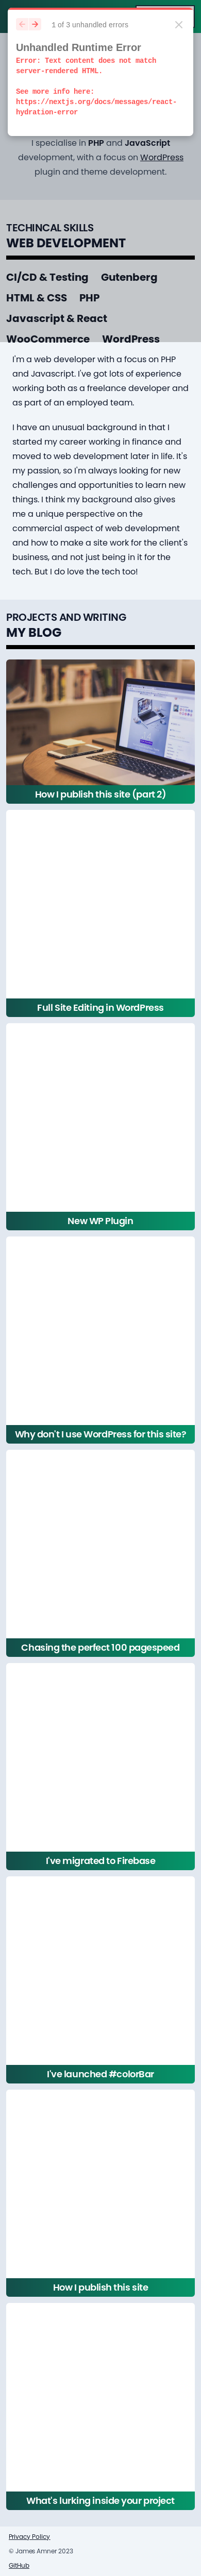 1 of 3 unhandled errors
Unhandled Runtime Error
Error: Text content does not match
server-rendered HTML.
See more info here:
https://nextjs.org/docs/messages/react-
hydration-error
I specialise in PHP and JavaScript
development, with a focus on WordPress
plugin and theme development.
TECHINCAL SKILLS
WEB DEVELOPMENT
CI/CD & Testing Gutenberg
HTML & CSS PHP
Javascript & React
WooCommerce WordPress
I'm a web developer with a focus on PHP
and Javascript. I've got lots of experience
working both as a freelance developer and
as part of an employed team.
I have an unusual background in that I
started my career working in finance and
moved to web development later in life. It's
my passion, so I'm always looking for new
challenges and opportunities to learn new
things. I think my background also gives
me a unique perspective on the
commercial aspect of web development
and how to make a site work for the client's
business, and not just being in it for the
tech. But I do love the tech too!
PROJECTS AND WRITING
MY BLOG
How I publish this site (part 2)
Full Site Editing in WordPress
New WP Plugin
Why don't I use WordPress for this site?
Chasing the perfect 100 pagespeed
I've migrated to Firebase
I've launched #colorBar
How I publish this site
What's lurking inside your project
Privacy Policy
© James Amner 2023
GitHub